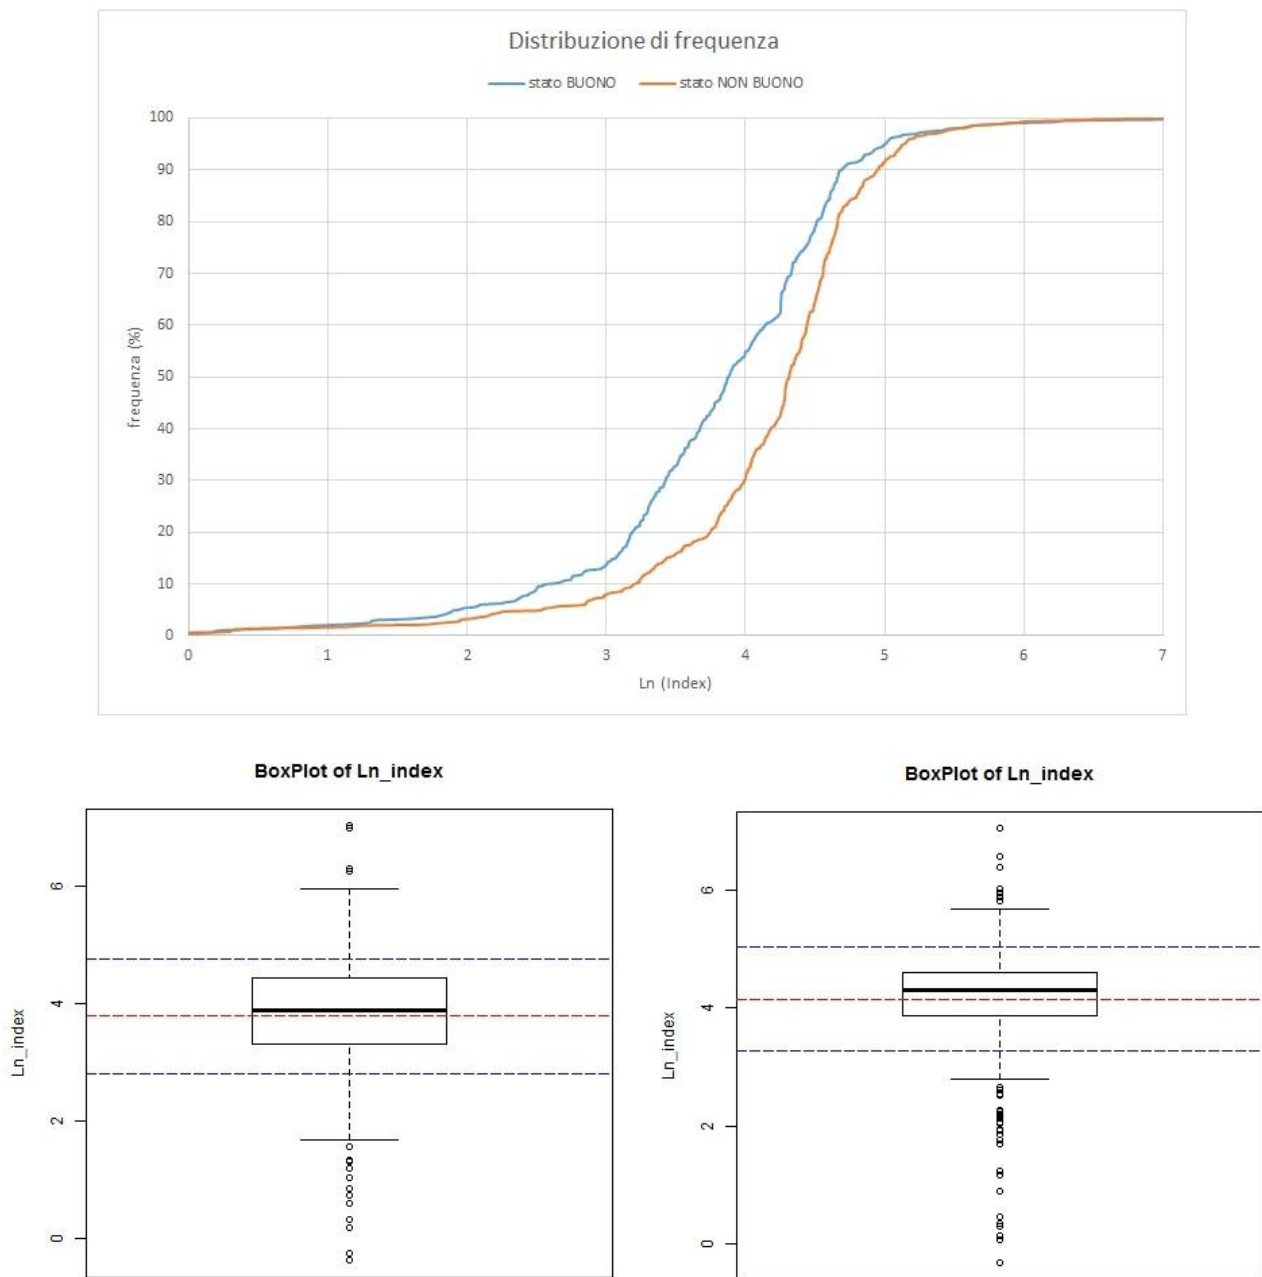 Distribuzione di frequenza
stato BUONO stato NON BUONO
frequenza (%)
100
90
80
70
60
50
40
30
20
10
0
0 1 2 3 4 5 6 7
Ln (Index)
BoxPlot of Ln_index
Ln_index
6
4
2
0
BoxPlot of Ln_index
Ln_index
6
4
2
0